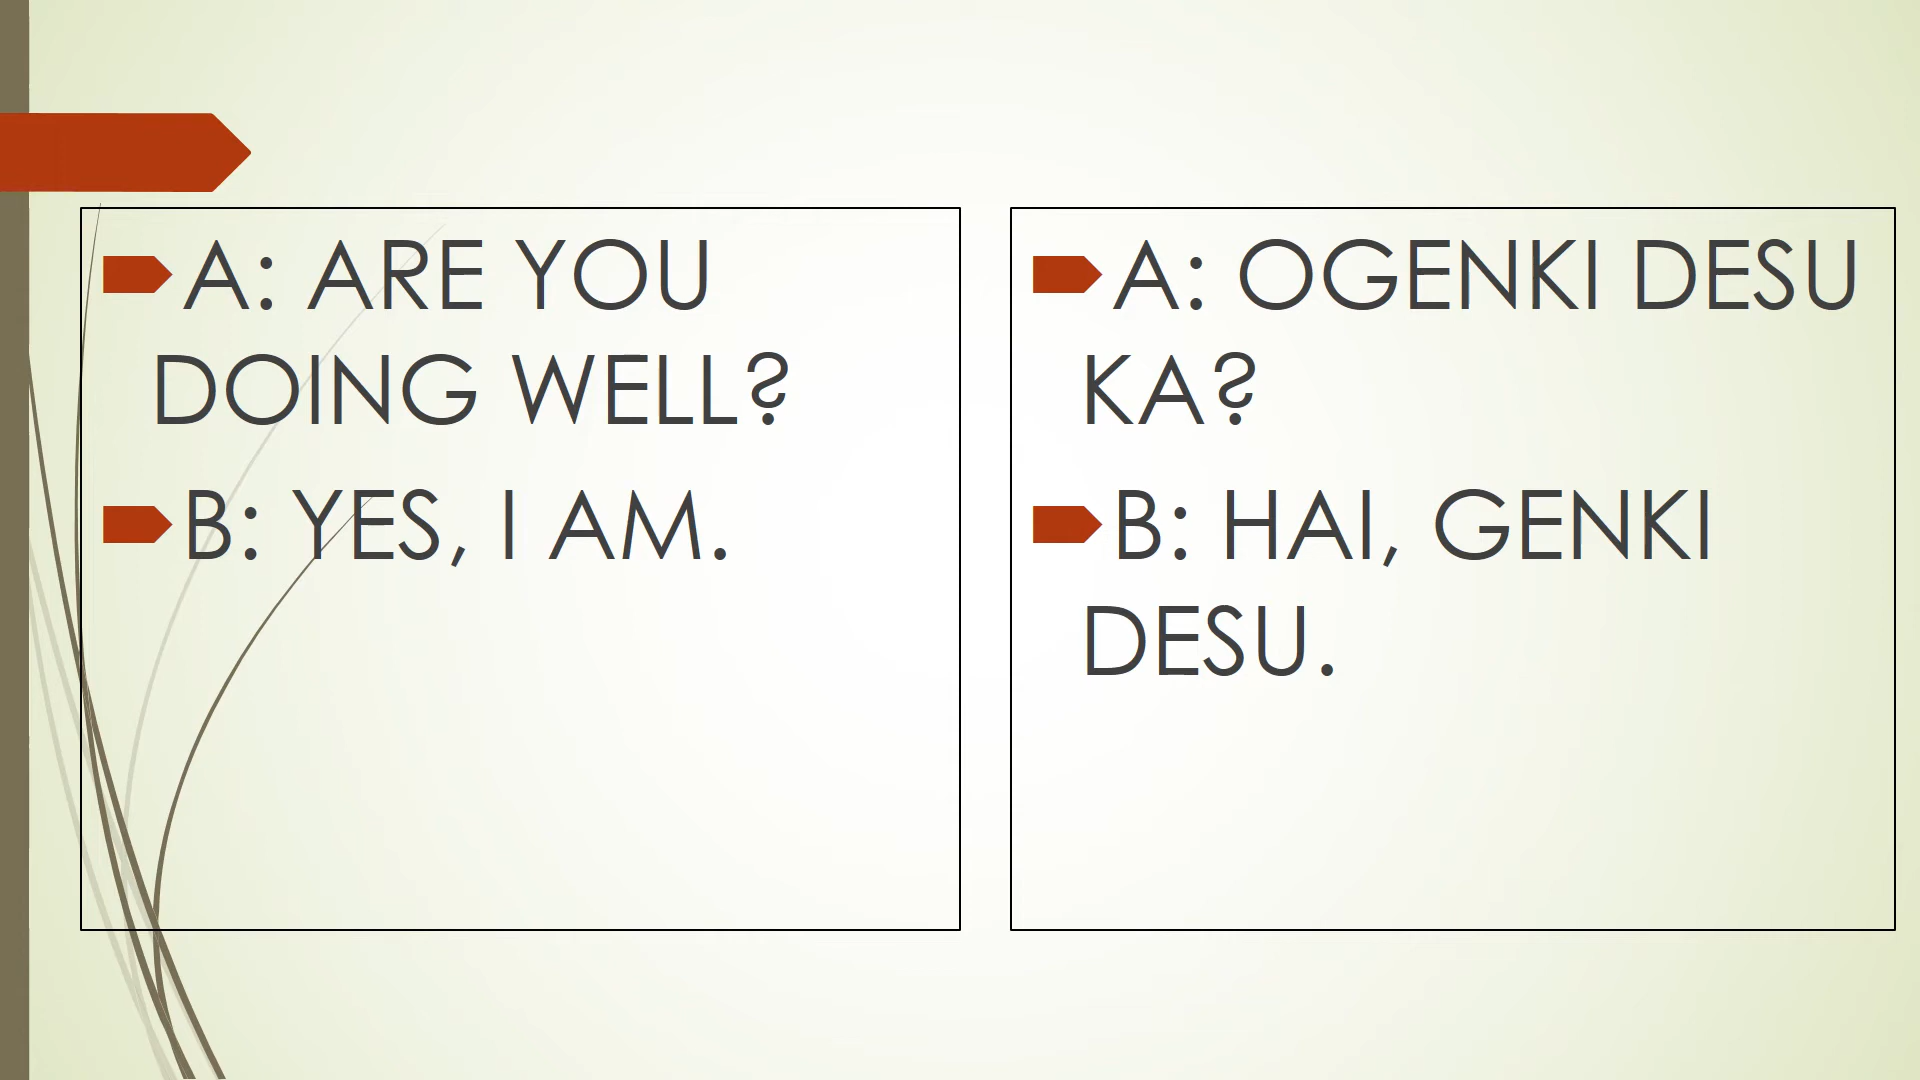 A: ARE YOU
DOING WELL?
B: YES, I AM.
A: OGENKI DESU
KA?
B: HAI, GENKI
DESU.